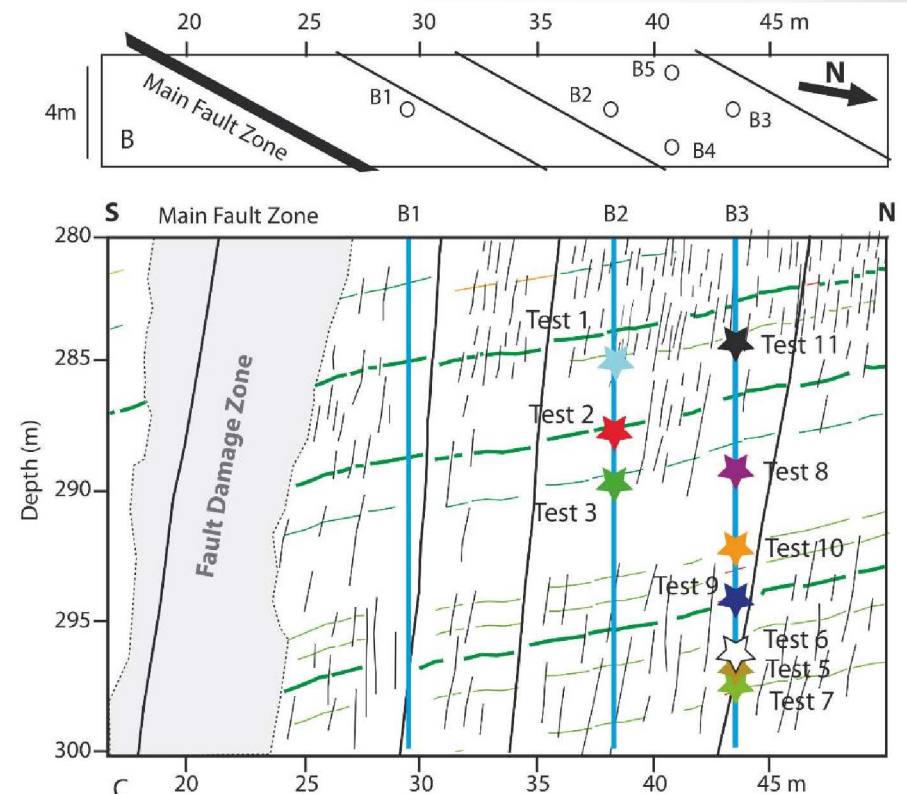 20 25 30 35 40 45 m
B5
N
Main Fault Zone
B1
B2
B3
4m
B
B4
S Main Fault Zone B1 B2 B3 N
280
Test 1
Test 11
285
Test 2
Test 8
Depth (m)
Fault Damage Zone
290
Test 3
Test 10
Test 9
295
Test 6
Test 5
Test 7
300
C
20 25 30 35 40 45 m